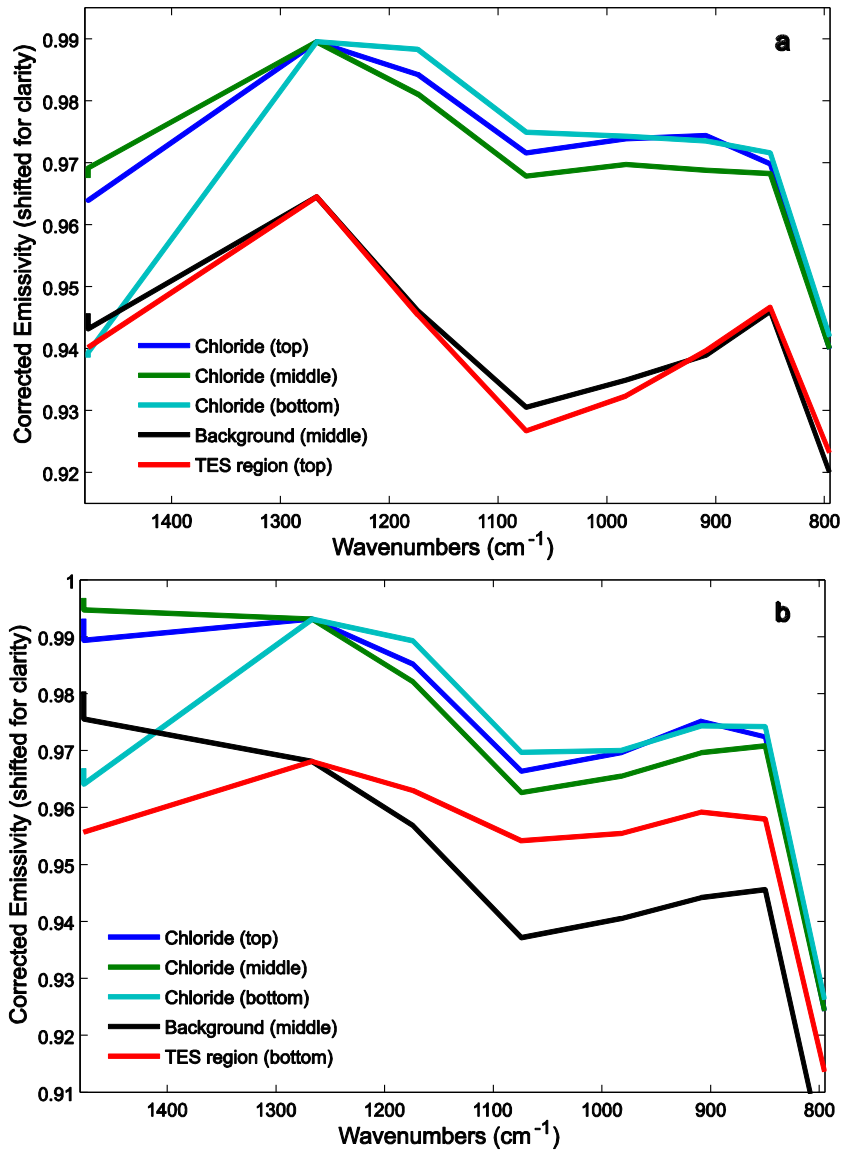 a
0.99
0.98
0.97
0.96
0.95
0.94
0.93
0.92
Corrected Emissivity (shifted for clarity)
Chloride (top)
Chloride (middle)
Chloride (bottom)
Background (middle)
TES region (top)
1400 1300 1200 1100 1000 900 800
Wavenumbers (cm-1)
b
1
0.99
0.98
0.97
0.96
0.95
0.94
0.93
0.92
0.91
Corrected Emissivity (shifted for clarity)
Chloride (top)
Chloride (middle)
Chloride (bottom)
Background (middle)
TES region (bottom)
1400 1300 1200 1100 1000 900 800
Wavenumbers (cm-1)